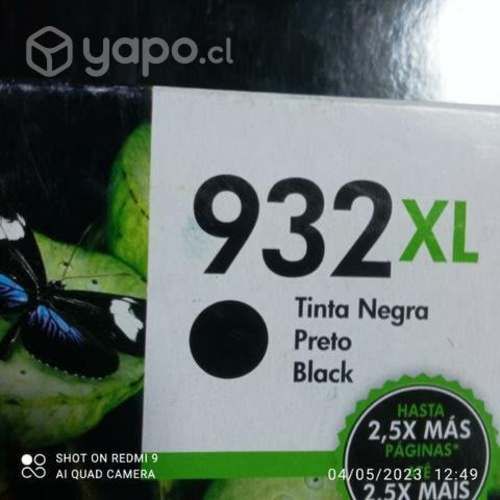 yapo.cl
932XL
Tinta Negra
Preto
Black
HASTA
2,5X MÁS
PÁGINAS*
ATÉ
2,5X MAIS
SHOT ON REDMI 9
AI QUAD CAMERA
04/05/2023 12:49